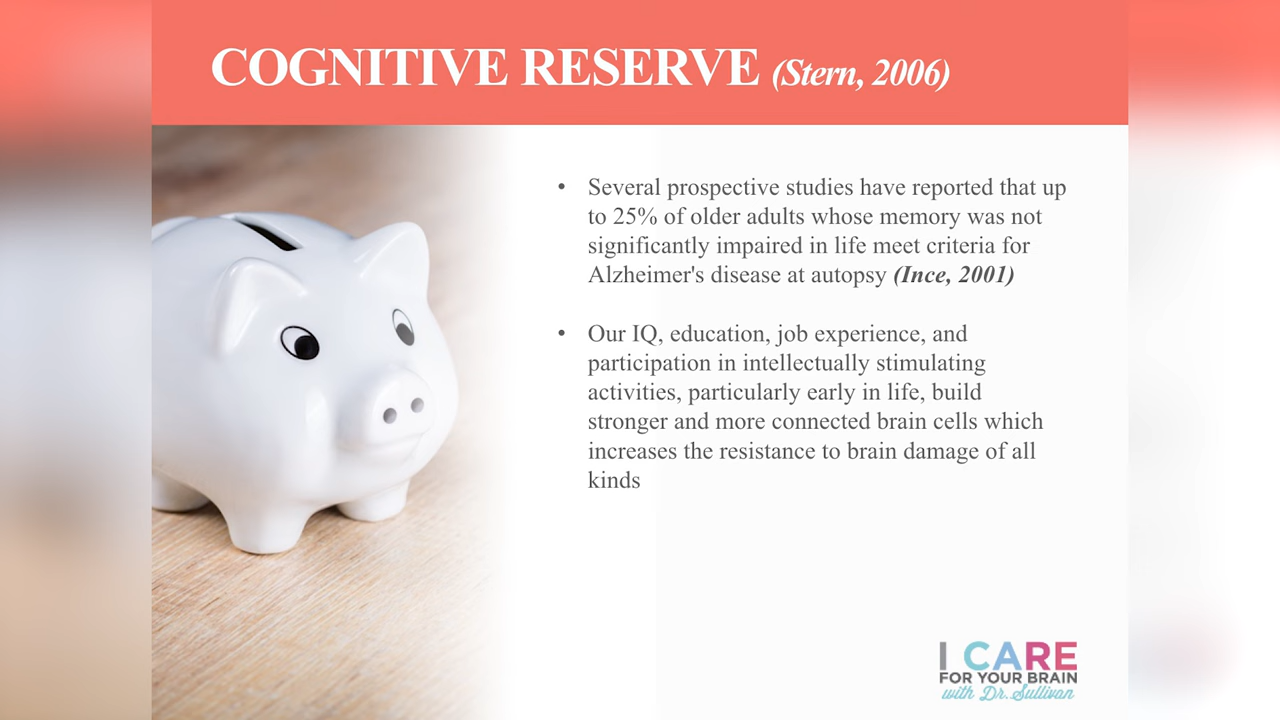 COGNITIVE RESERVE (Stern, 2006)
• Several prospective studies have reported that up
to 25% of older adults whose memory was not
significantly impaired in life meet criteria for
Alzheimer's disease at autopsy (Ince, 2001)
• Our IQ, education, job experience, and
participation in intellectually stimulating
activities, particularly early in life, build
stronger and more connected brain cells which
increases the resistance to brain damage of all
kinds
I CARE
FOR YOUR BRAIN
with Dr. Sullivan